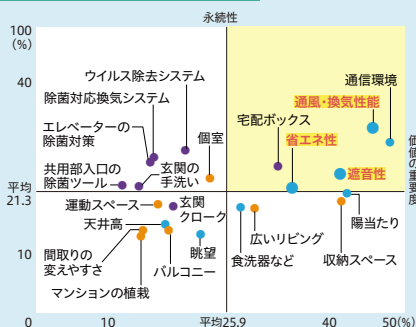 永続性
100
(%)
40
ウイルス除去システム
通信環境
除菌対応換気システム
通風・換気性能
宅配ボックス
エレベーターの
除菌対策
個室
省エネ性
価値の重要度
共用部入口の
除菌ツール
玄関の
手洗い
遮音性
平均
21.3
運動スペース
玄関
クローク
陽当たり
天井高
広いリビング
間取りの
変えやすさ
眺望
食洗器など
収納スペース
10
バルコニー
マンションの植栽
0
10
平均25.9
40
50(%)